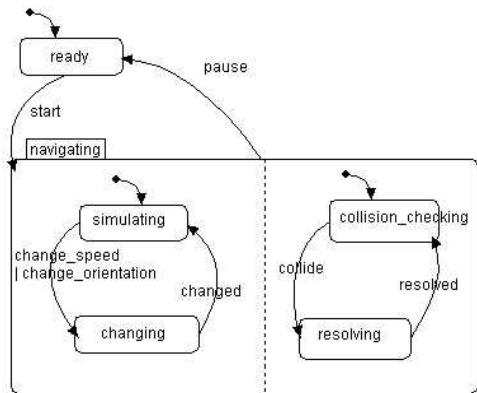 ready
pause
start
navigating
simulating
collision_checking
change_speed
| change_orientation
collide
changed
resolved
changing
resolving